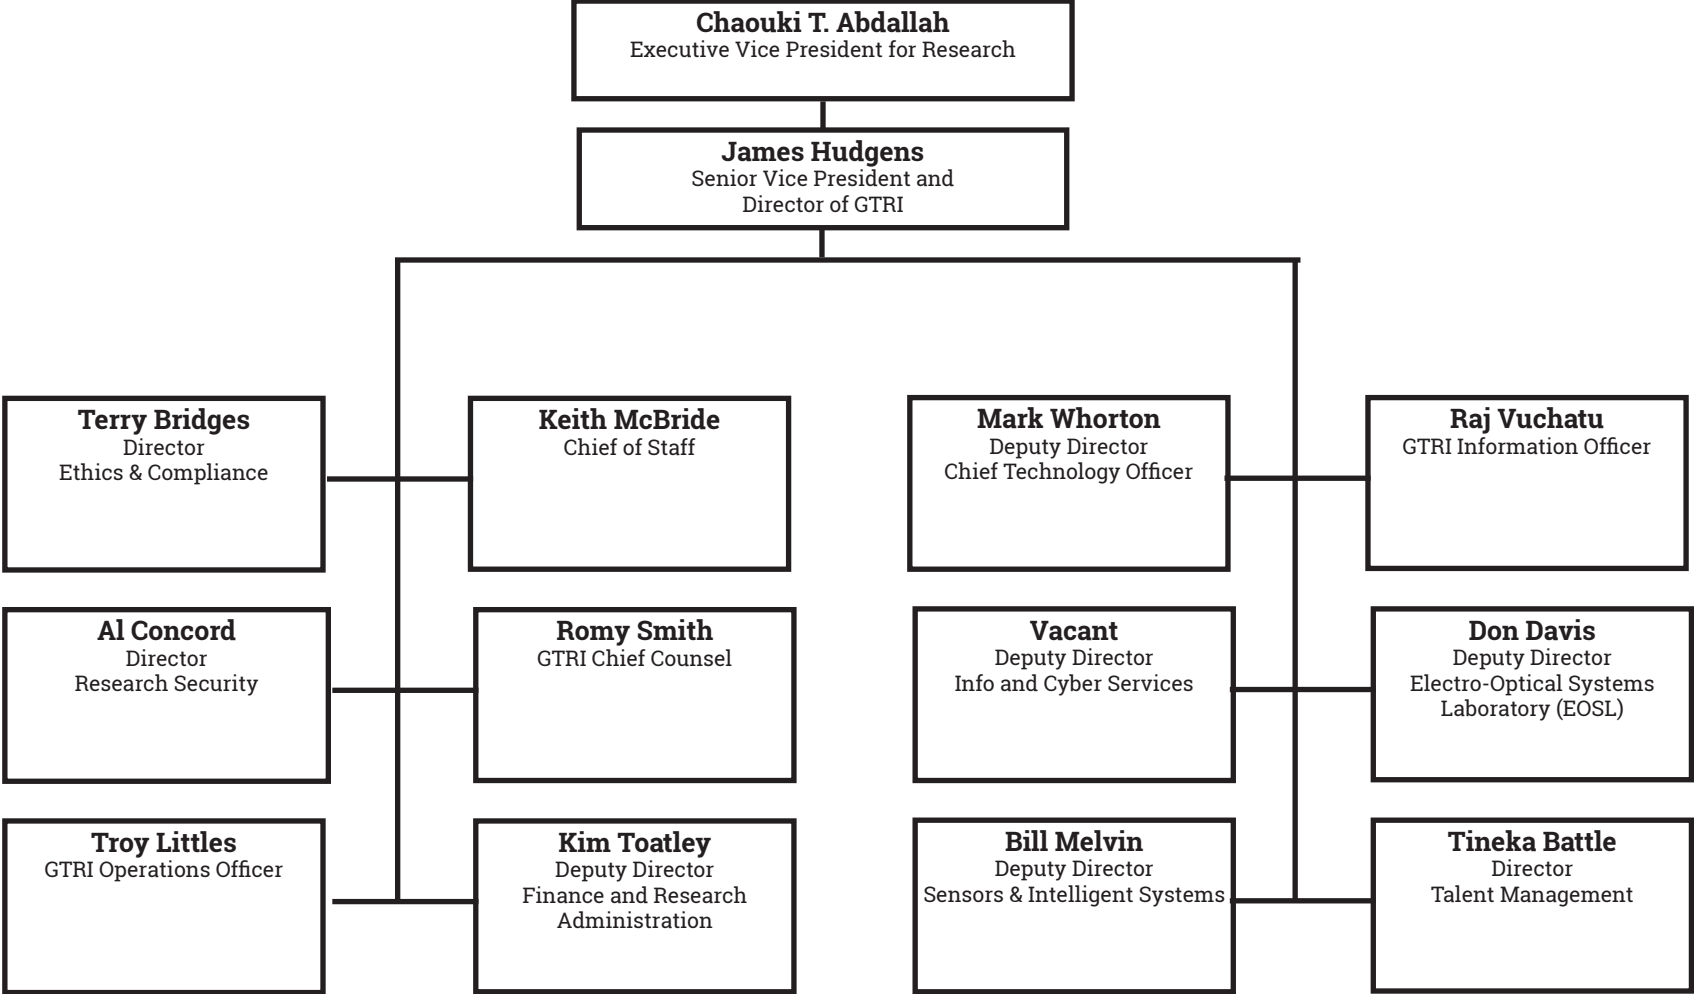 Chaouki T. Abdallah
Executive Vice President for Research
James Hudgens
Senior Vice President and
Director of GTRI
Terry Bridges
Director
Ethics & Compliance
Keith McBride
Chief of Staff
Mark Whorton
Deputy Director
Chief Technology Officer
Raj Vuchatu
GTRI Information Officer
Al Concord
Director
Research Security
Romy Smith
GTRI Chief Counsel
Vacant
Deputy Director
Info and Cyber Services
Don Davis
Deputy Director
Electro-Optical Systems
Laboratory (EOSL)
Troy Littles
GTRI Operations Officer
Kim Toatley
Deputy Director
Finance and Research
Administration
Bill Melvin
Deputy Director
Sensors & Intelligent Systems
Tineka Battle
Director
Talent Management